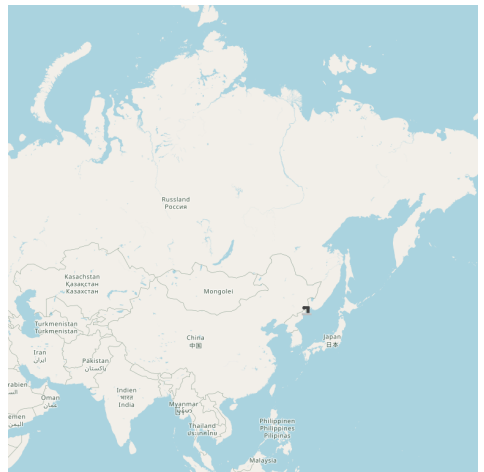 Russland
Россия
Kasachstan
Қазақстан
Казахстан
Mongolei
Turkmenistan
Turkmenistan
China
中国
Japan
日本
Iran
ایران
Pakistan
پاکستان
Indien
भारत
India
Oman
عمان
Myanmar
Thailand
ประเทศไทย
Philippinen
Philippines
Pilipinas
Malaysia